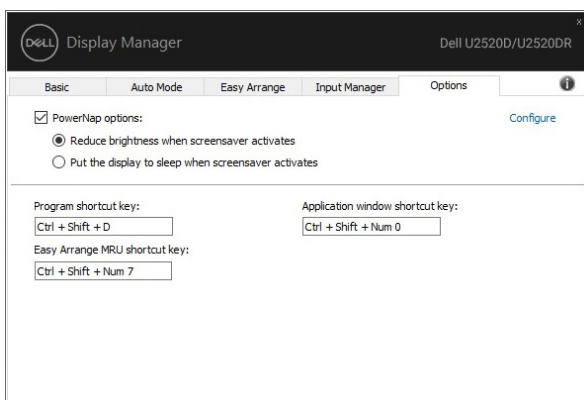 DELL Display Manager Dell U2520D/U2520DR x
Basic Auto Mode Easy Arrange Input Manager Options i
PowerNap options: Configure
Reduce brightness when screensaver activates
Put the display to sleep when screensaver activates
Program shortcut key: Application window shortcut key:
Ctrl + Shift + D Ctrl + Shift + Num 0
Easy Arrange MRU shortcut key:
Ctrl + Shift + Num 7